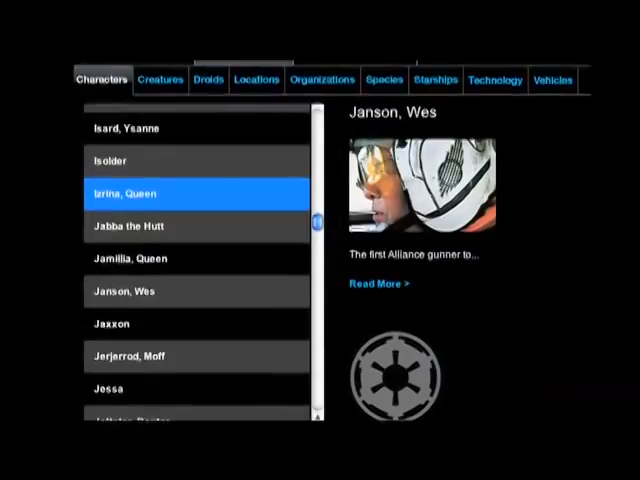 Characters Creatures Droids Locations Organizations Species Starships Technology Vehicles
Isard, Ysanne
Isolder
Izrina, Queen
Jabba the Hutt
Jamillia, Queen
Janson, Wes
Jaxxon
Jerjerrod, Moff
Jessa
Janson, Wes
The first Alliance gunner to...
Read More >